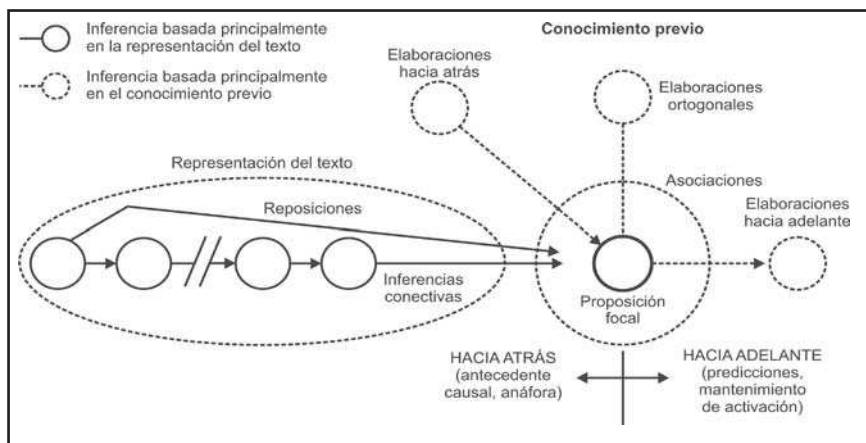 Inferencia basada principalmente
en la representación del texto
Inferencia basada principalmente
en el conocimiento previo
Conocimiento previo
Elaboraciones
hacia atrás
Elaboraciones
ortogonales
Representación del texto
Asociaciones
Reposiciones
Elaboraciones
hacia adelante
Inferencias
conectivas
Proposición
focal
HACIA ATRÁS
(antecedente
causal, anáfora)
HACIA ADELANTE
(predicciones,
mantenimiento
de activación)